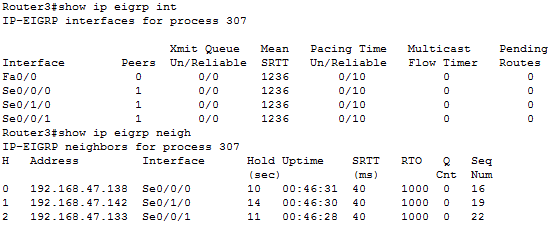 Router3#show ip eigrp int
IP-EIGRP interfaces for process 307
Xmit Queue Mean Pacing Time Multicast Pending
Interface Peers Un/Reliable SRTT Un/Reliable Flow Timer Routes
Fa0/0 0 0/0 1236 0/10 0 0
Se0/0/0 1 0/0 1236 0/10 0 0
Se0/1/0 1 0/0 1236 0/10 0 0
Se0/0/1 1 0/0 1236 0/10 0 0
Router3#show ip eigrp neigh
IP-EIGRP neighbors for process 307
H Address Interface Hold Uptime SRTT RTO Q Seq
(sec) (ms) Cnt Num
0 192.168.47.138 Se0/0/0 10 00:46:31 40 1000 0 16
1 192.168.47.142 Se0/1/0 14 00:46:30 40 1000 0 19
2 192.168.47.133 Se0/0/1 11 00:46:28 40 1000 0 22